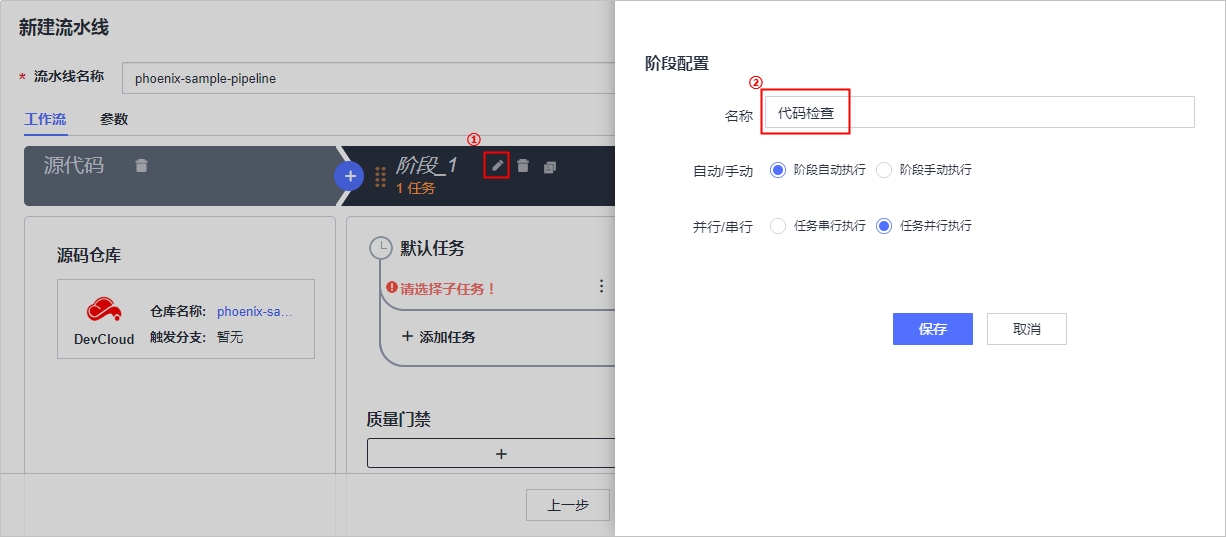 新建流水线
* 流水线名称 phoenix-sample-pipeline
工作流 参数
①
源代码 阶段_1
1 任务
源码仓库
DevCloud
仓库名称: phoenix-sa…
触发分支: 暂无
默认任务
请选择子任务！
添加任务
质量门禁
上一步
阶段配置
②
名称 代码检查
自动/手动 阶段自动执行 阶段手动执行
并行/串行 任务串行执行 任务并行执行
保存 取消